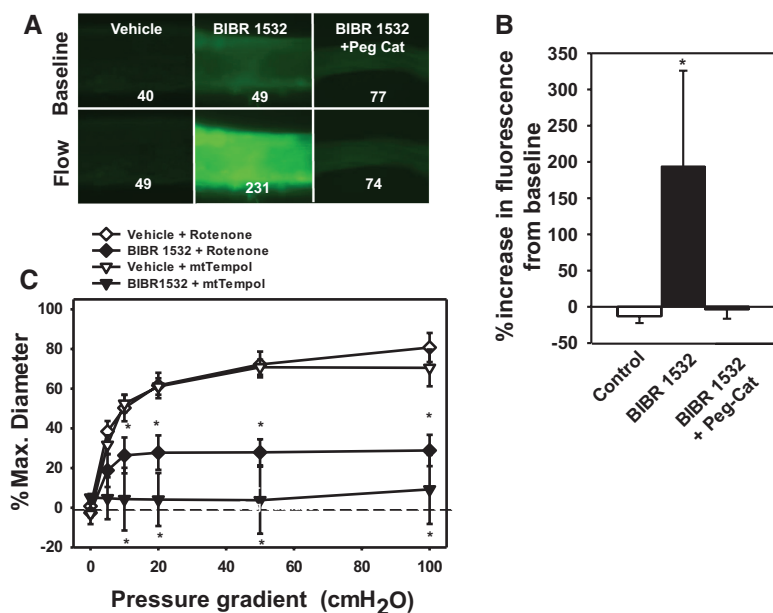 A
Vehicle
BIBR 1532
BIBR 1532
+Peg Cat
Baseline
40
49
77
Flow
49
231
74
B
% increase in fluorescence
from baseline
350
300
250
200
150
100
50
0
-50
*
Control
BIBR 1532
BIBR 1532
+ Peg-Cat
Vehicle + Rotenone
BIBR 1532 + Rotenone
Vehicle + mtTempol
BIBR1532 + mtTempol
C
% Max. Diameter
100
80
60
40
20
0
-20
* * * *
* * * *
0 20 40 60 80 100
Pressure gradient (cmH2O)